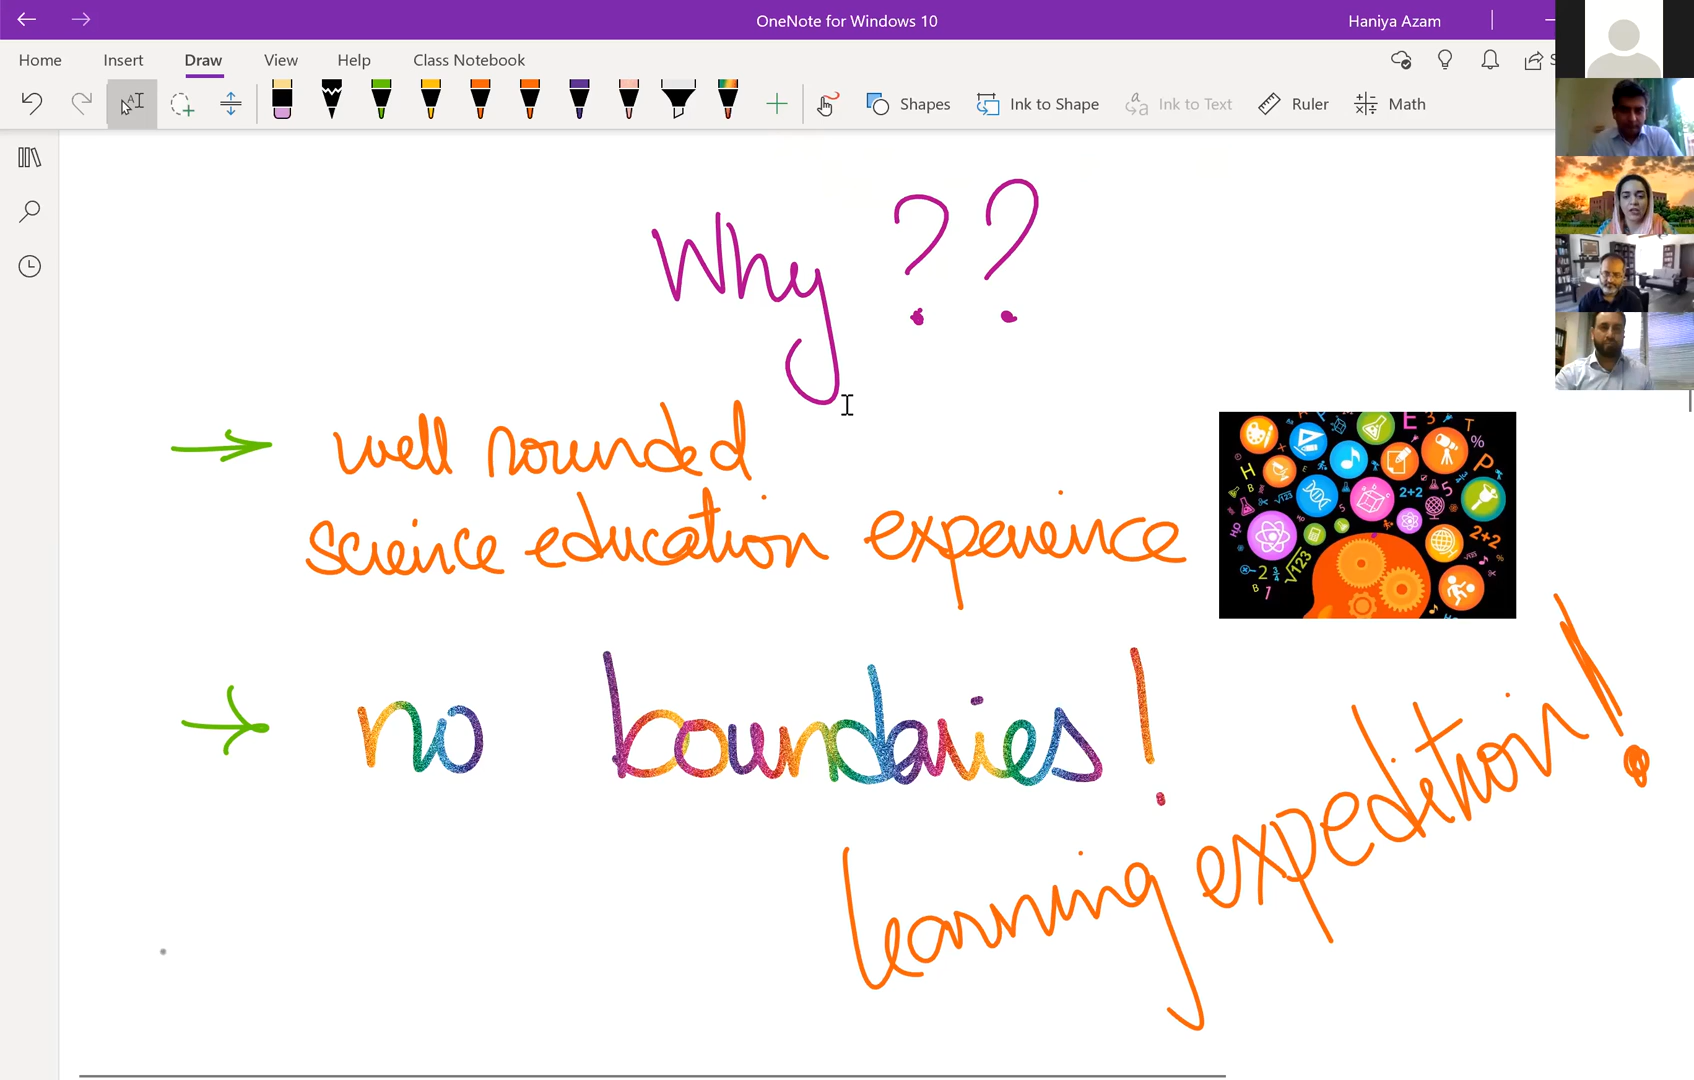 OneNote for Windows 10
Haniya Azam
Home Insert Draw View Help Class Notebook
Shapes Ink to Shape Ink to Text Ruler Math
Why ??
well rounded
science education experience
no boundaries!
learning expedition!